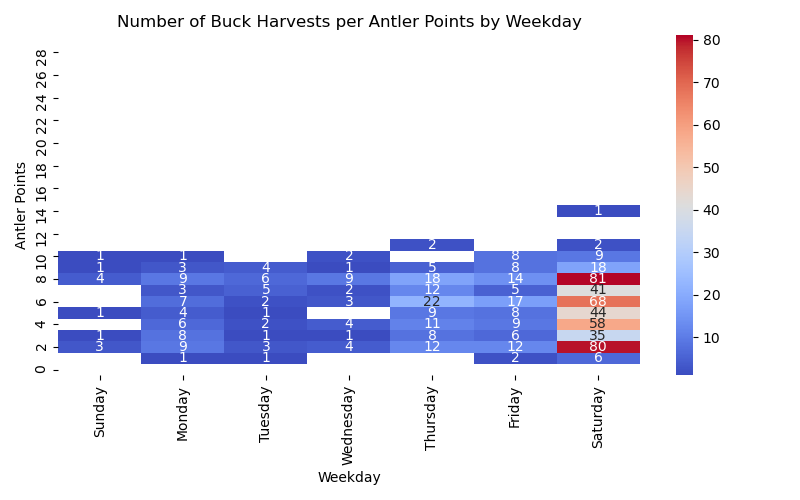 Number of Buck Harvests per Antler Points by Weekday
Antler Points
28
26
24
22
20
18
16
14 1
12 2 2
10 1 1 2 8 9
1 3 4 1 5 8 18
8 4 9 6 9 18 14 81
3 5 2 12 5 41
6 7 2 3 22 17 68
1 4 1 9 8 44
4 6 2 4 11 9 58
1 8 1 1 8 6 35
2 3 9 3 4 12 12 80
1 1 2 6
0
Sunday Monday Tuesday Wednesday Thursday Friday Saturday
Weekday
80
70
60
50
40
30
20
10